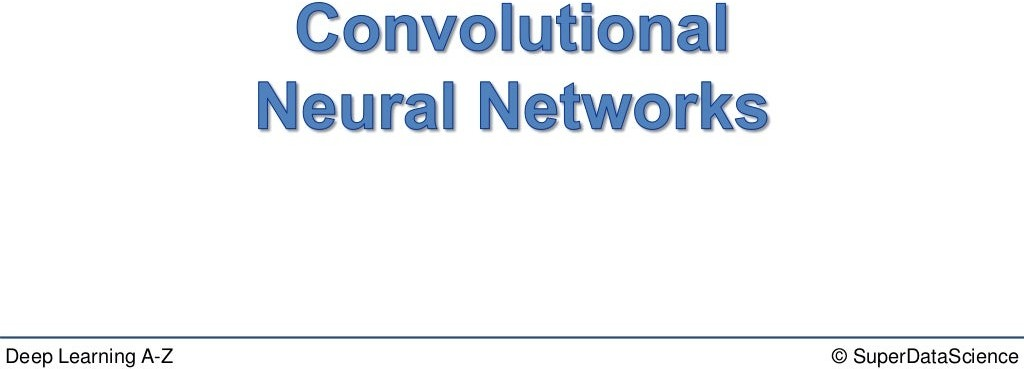 Convolutional
Neural Networks
Deep Learning A-Z
© SuperDataScience